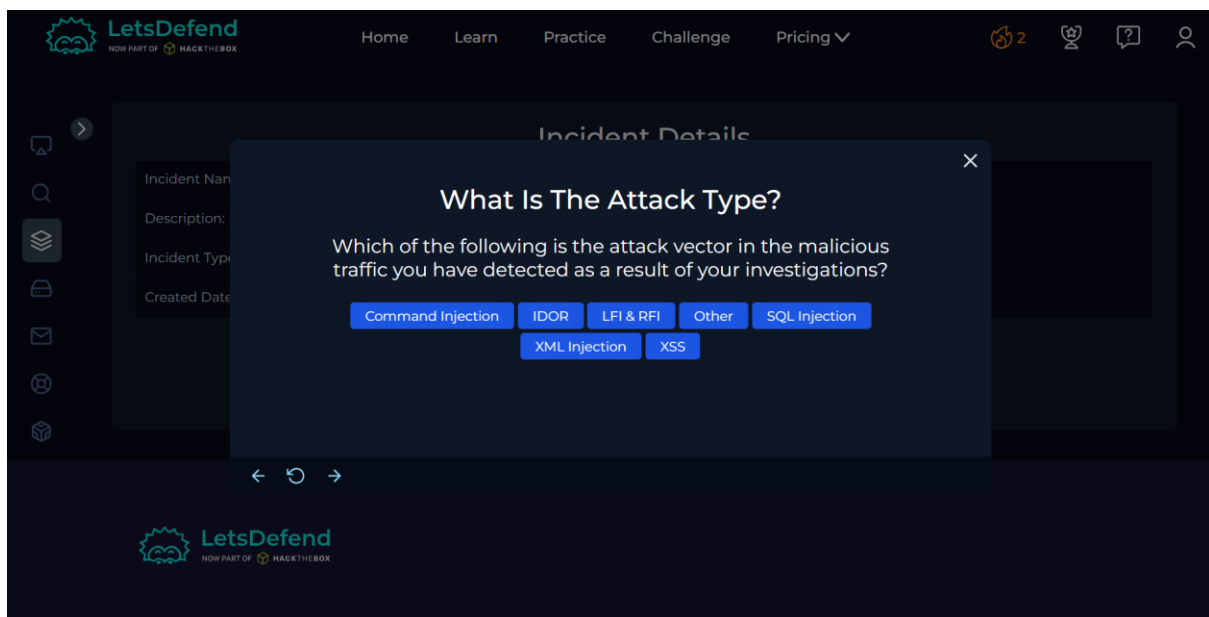 LetsDefend
NOW PART OF HACKTHEBOX
Home Learn Practice Challenge Pricing 2
Incident Details
Incident Nam
Description:
Incident Type
Created Date
What Is The Attack Type?
Which of the following is the attack vector in the malicious
traffic you have detected as a result of your investigations?
Command Injection IDOR LFI & RFI Other SQL Injection
XML Injection XSS
LetsDefend
NOW PART OF HACKTHEBOX